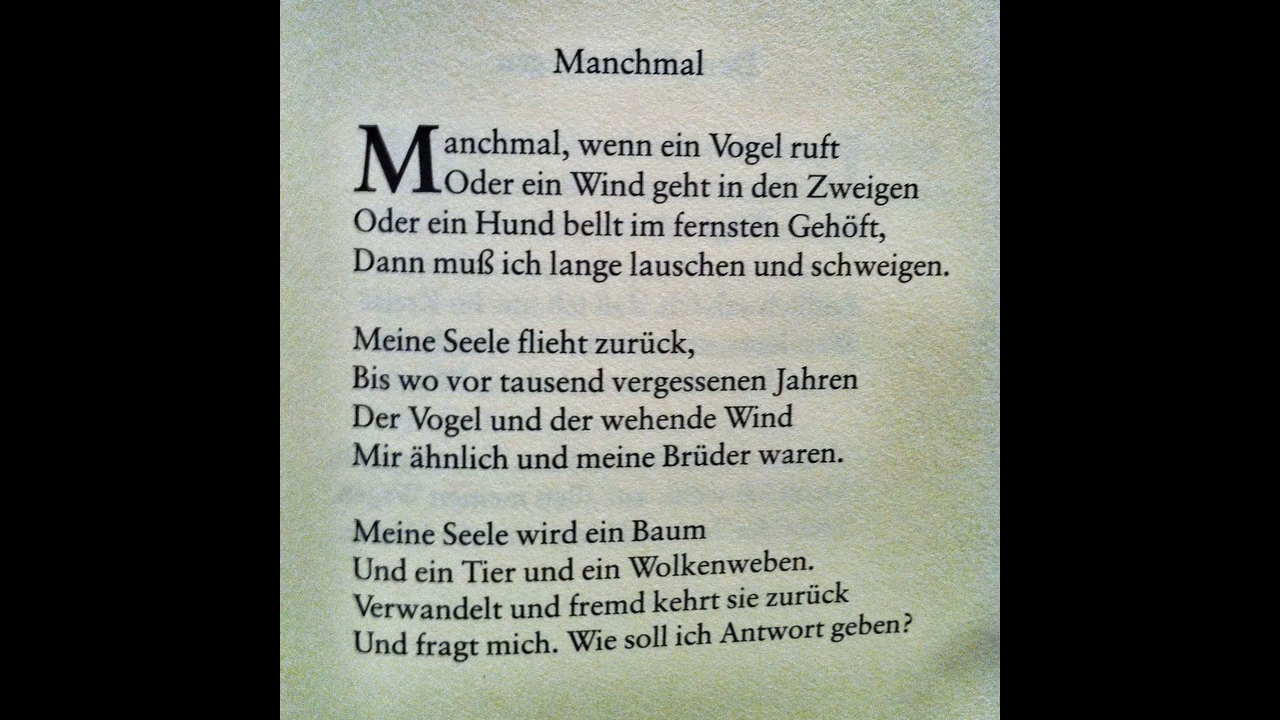 Manchmal
Manchmal, wenn ein Vogel ruft
Oder ein Wind geht in den Zweigen
Oder ein Hund bellt im fernsten Gehöft,
Dann muß ich lange lauschen und schweigen.
Meine Seele flieht zurück,
Bis wo vor tausend vergessenen Jahren
Der Vogel und der wehende Wind
Mir ähnlich und meine Brüder waren.
Meine Seele wird ein Baum
Und ein Tier und ein Wolkenweben.
Verwandelt und fremd kehrt sie zurück
Und fragt mich. Wie soll ich Antwort geben?